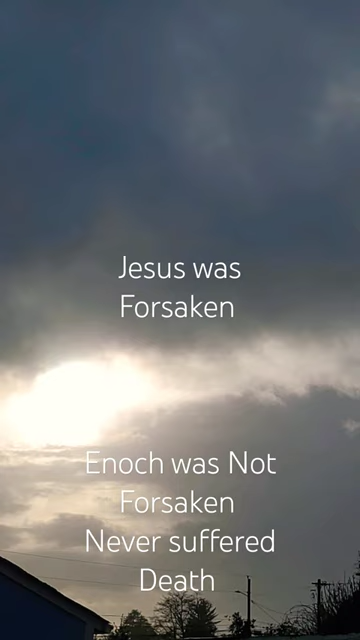 Jesus was
Forsaken
Enoch was Not
Forsaken
Never suffered
Death